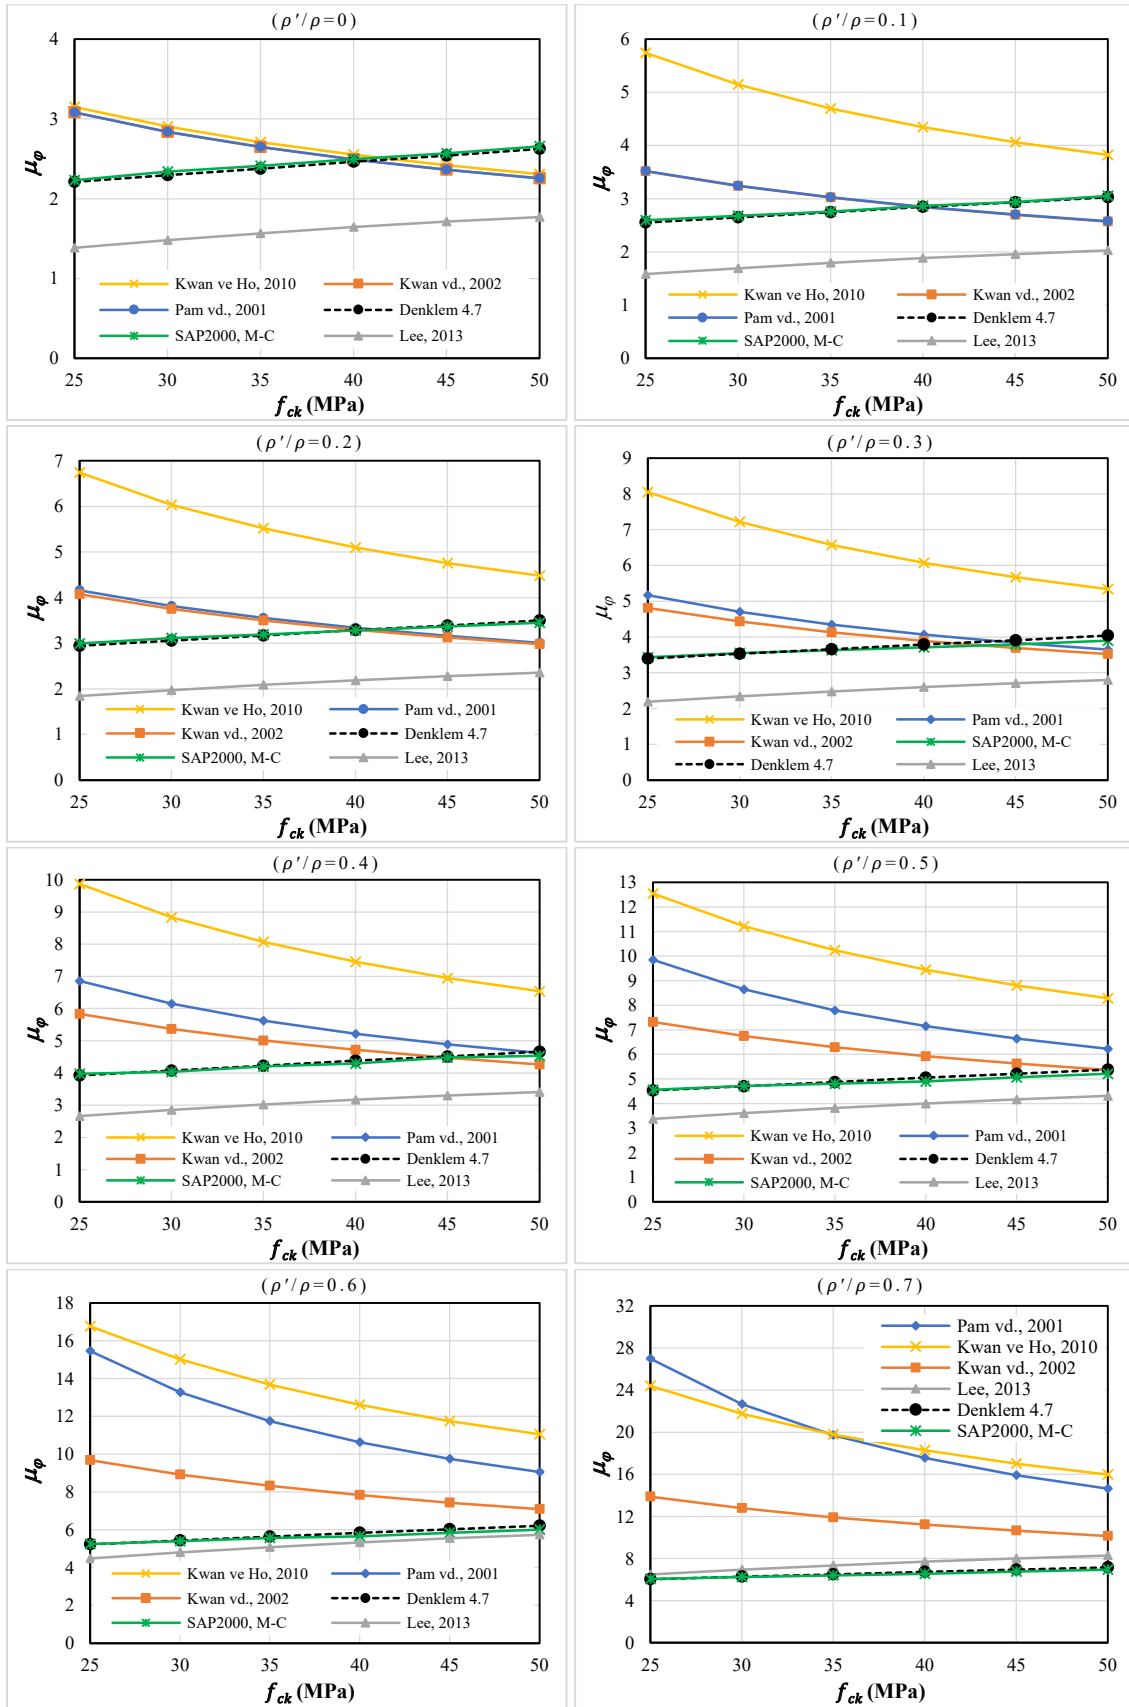 (ρ′/ρ=0)
4
3
2
1
0
μφ
Kwan ve Ho, 2010
Kwan vd., 2002
Pam vd., 2001
Denklem 4.7
SAP2000, M-C
Lee, 2013
25 30 35 40 45 50
fck (MPa)
(ρ′/ρ=0.1)
6
5
4
3
2
1
0
μφ
Kwan ve Ho, 2010
Kwan vd., 2002
Pam vd., 2001
Denklem 4.7
SAP2000, M-C
Lee, 2013
25 30 35 40 45 50
fck (MPa)
(ρ′/ρ=0.2)
7
6
5
4
3
2
1
0
μφ
Kwan ve Ho, 2010
Pam vd., 2001
Kwan vd., 2002
Denklem 4.7
SAP2000, M-C
Lee, 2013
25 30 35 40 45 50
fck (MPa)
(ρ′/ρ=0.3)
9
8
7
6
5
4
3
2
1
0
μφ
Kwan ve Ho, 2010
Pam vd., 2001
Kwan vd., 2002
SAP2000, M-C
Denklem 4.7
Lee, 2013
25 30 35 40 45 50
fck (MPa)
(ρ′/ρ=0.4)
10
9
8
7
6
5
4
3
2
1
0
μφ
Kwan ve Ho, 2010
Pam vd., 2001
Kwan vd., 2002
Denklem 4.7
SAP2000, M-C
Lee, 2013
25 30 35 40 45 50
fck (MPa)
(ρ′/ρ=0.5)
13
12
11
10
9
8
7
6
5
4
3
2
1
0
μφ
Kwan ve Ho, 2010
Pam vd., 2001
Kwan vd., 2002
Denklem 4.7
SAP2000, M-C
Lee, 2013
25 30 35 40 45 50
fck (MPa)
(ρ′/ρ=0.6)
18
16
14
12
10
8
6
4
2
0
μφ
Kwan ve Ho, 2010
Pam vd., 2001
Kwan vd., 2002
Denklem 4.7
SAP2000, M-C
Lee, 2013
25 30 35 40 45 50
fck (MPa)
(ρ′/ρ=0.7)
32
28
24
20
16
12
8
4
0
μφ
Pam vd., 2001
Kwan ve Ho, 2010
Kwan vd., 2002
Lee, 2013
Denklem 4.7
SAP2000, M-C
25 30 35 40 45 50
fck (MPa)